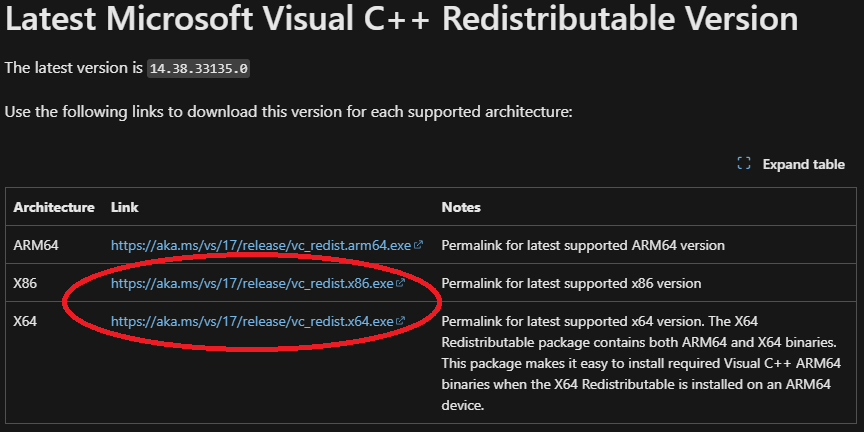 Latest Microsoft Visual C++ Redistributable Version
The latest version is 14.38.33135.0
Use the following links to download this version for each supported architecture:
Expand table
Architecture Link Notes
ARM64 https://aka.ms/vs/17/release/vc_redist.arm64.exe Permalink for latest supported ARM64 version
X86 https://aka.ms/vs/17/release/vc_redist.x86.exe Permalink for latest supported x86 version
X64 https://aka.ms/vs/17/release/vc_redist.x64.exe Permalink for latest supported x64 version. The X64
Redistributable package contains both ARM64 and X64 binaries.
This package makes it easy to install required Visual C++ ARM64
binaries when the X64 Redistributable is installed on an ARM64
device.